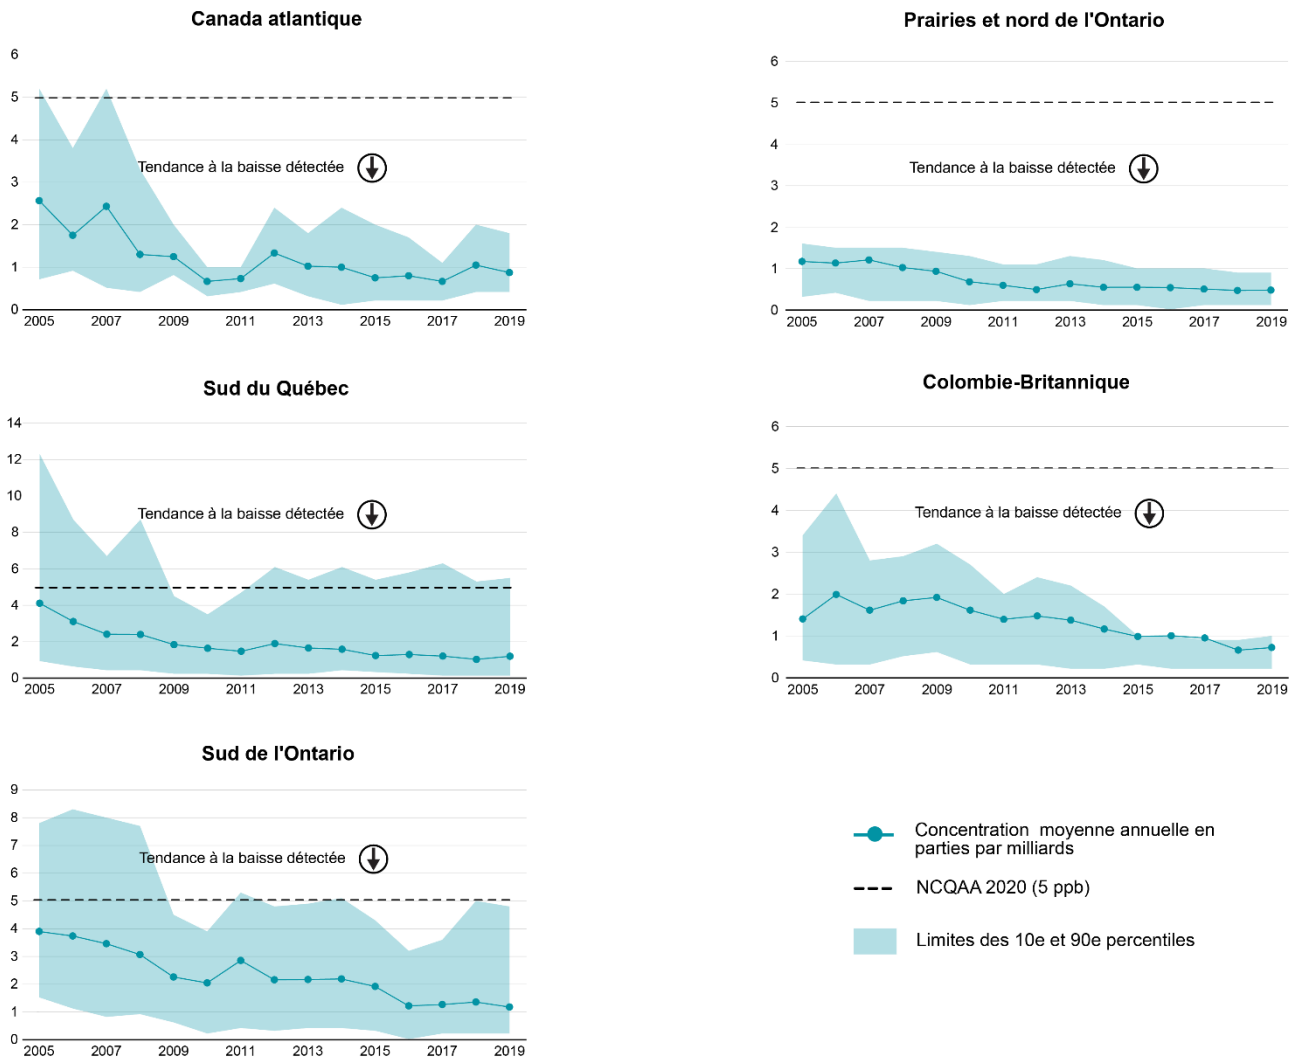 Canada atlantique
6
5
4
3
2
1
0
Tendance à la baisse détectée
2005 2007 2009 2011 2013 2015 2017 2019
Prairies et nord de l'Ontario
6
5
4
3
2
1
0
Tendance à la baisse détectée
2005 2007 2009 2011 2013 2015 2017 2019
Sud du Québec
14
12
10
8
6
4
2
0
Tendance à la baisse détectée
2005 2007 2009 2011 2013 2015 2017 2019
Colombie-Britannique
6
5
4
3
2
1
0
Tendance à la baisse détectée
2005 2007 2009 2011 2013 2015 2017 2019
Sud de l'Ontario
9
8
7
6
5
4
3
2
1
0
Tendance à la baisse détectée
2005 2007 2009 2011 2013 2015 2017 2019
Concentration moyenne annuelle en
parties par milliards
NCQAA 2020 (5 ppb)
Limites des 10e et 90e percentiles